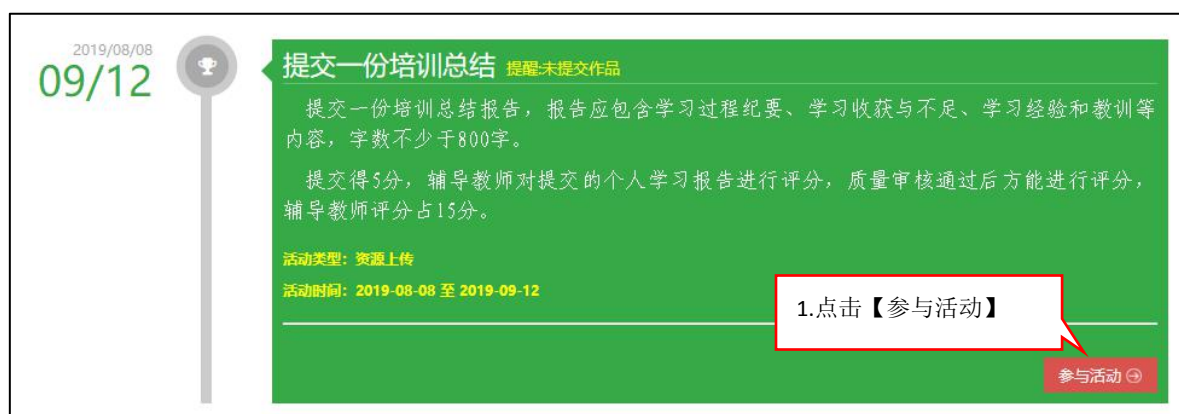 2019/08/08
09/12
提交一份培训总结 提醒:未提交作品
提交一份培训总结报告，报告应包含学习过程纪要、学习收获与不足、学习经验和教训等
内容，字数不少于800字。
提交得5分，辅导教师对提交的个人学习报告进行评分，质量审核通过后方能进行评分，
辅导教师评分占15分。
活动类型：资源上传
活动时间：2019-08-08 至 2019-09-12
1.点击【参与活动】
参与活动